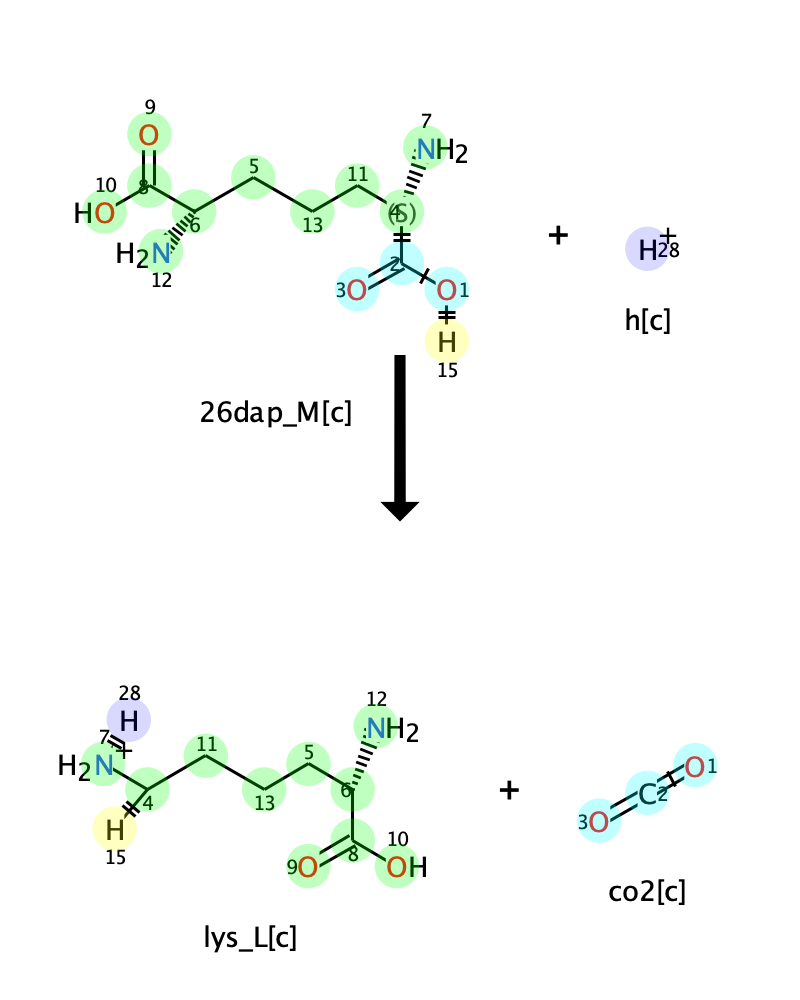 9
7
O
NH2
5
11
10
8
HO
4
(S)
6
13
H2N
12
2
3O
O1
H
15
+
H+
28
h[c]
26dap_M[c]
28
H
12
NH2
7
+
H2N
11
5
4
13
6
H
15
10
9O
8
OH
lys_L[c]
+
O1
C2
3O
co2[c]